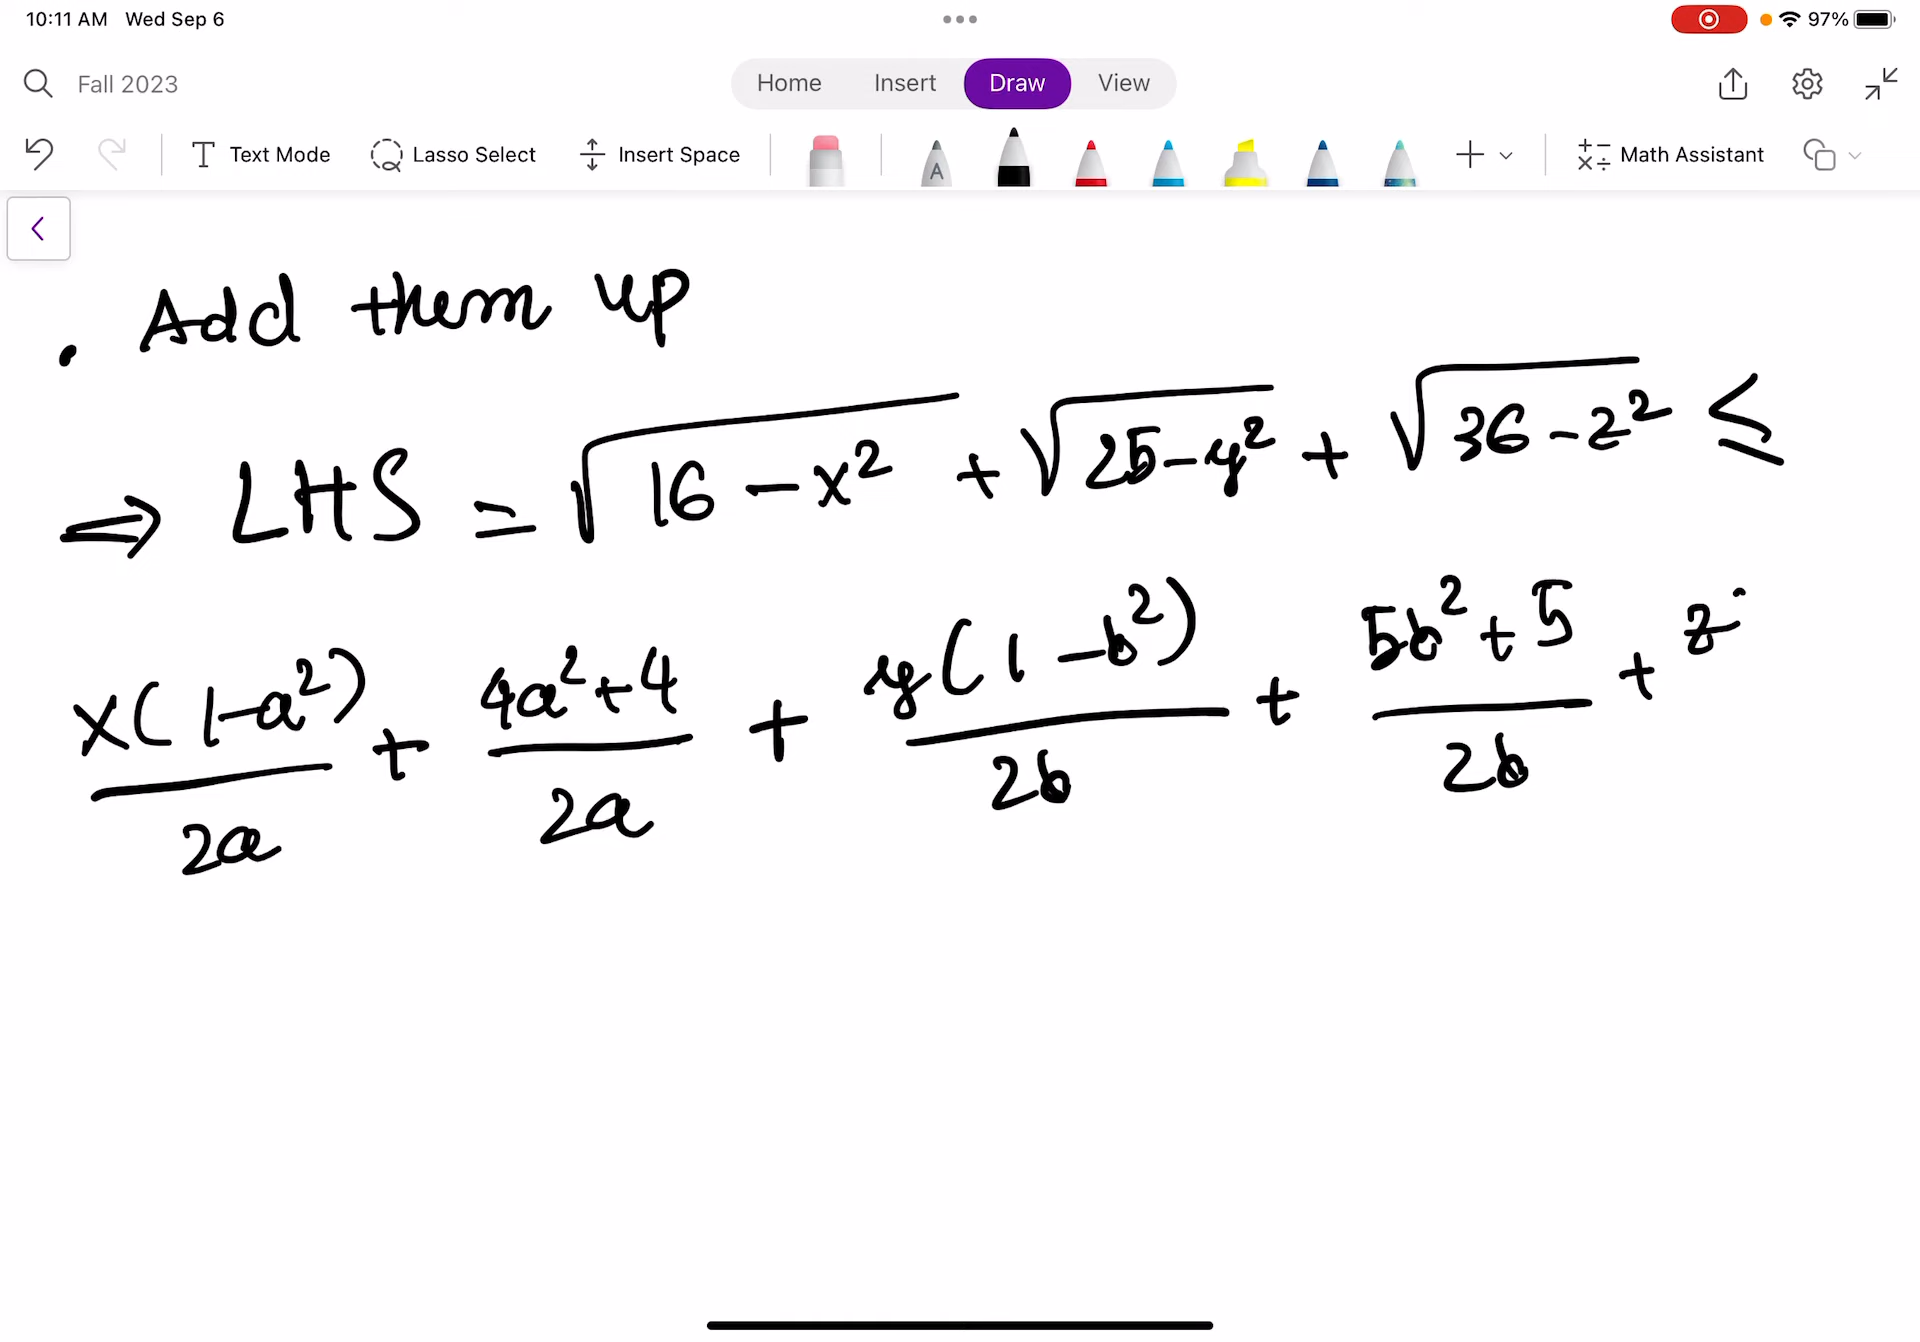 10:11 AM Wed Sep 6
97%
Fall 2023
Home Insert Draw View
Text Mode Lasso Select Insert Space A Math Assistant
. Add them up
⇒ LHS = √(16 - x²) + √(25 - y²) + √(36 - z²) ≤
x(1-a²)/2a + (4a²+4)/2a + y(1-b²)/2b + (5b²+5)/2b + z